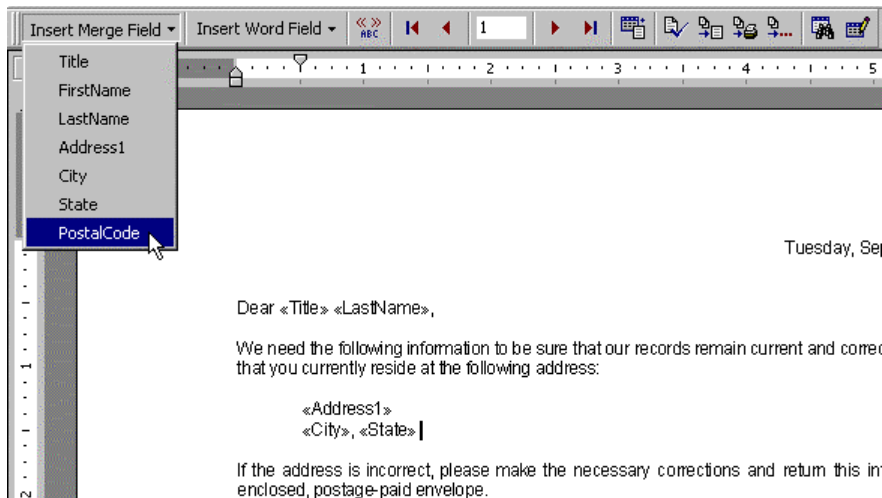 Insert Merge Field Insert Word Field « » ABC 1
Title
FirstName
LastName
Address1
City
State
PostalCode
1 2 3 4 5
1
2
Tuesday, Sep
Dear «Title» «LastName»,
We need the following information to be sure that our records remain current and correc
that you currently reside at the following address:
«Address1»
«City», «State»
If the address is incorrect, please make the necessary corrections and return this in
enclosed, postage-paid envelope.